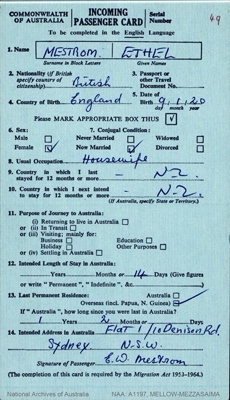 COMMONWEALTH OF AUSTRALIA
INCOMING PASSENGER CARD
Serial Number
49
To be completed in the English Language
1. Name MESTROM ETHEL
Surname in Block Letters Given Names
2. Nationality (if British specify country of citizenship) British
3. Passport or other Travel Document No.
4. Country of Birth England
5. Date of Birth 9.1.20
day month year
Please MARK APPROPRIATE BOX THUS √
6. Sex: 7. Conjugal Condition:
Male Never Married Widowed
Female √ Now Married √ Divorced
8. Usual Occupation Housewife
9. Country in which I last stay for 12 months or more — N.Z.
10. Country in which I next intend to stay for 12 months or more — N.Z.
(If Australia, specify State or Territory.)
11. Purpose of Journey to Australia:
(i) Returning to live in Australia
or (ii) In Transit
or (iii) Visiting; mainly for:
Business Education
Holiday Other Purposes
or (iv) Settling in Australia
12. Intended Length of Stay in Australia:
Years Months or 14 Days (Give figures
or write "Permanent", "Indefinite", &c. )
13. Last Permanent Residence: Australia
Overseas (incl. Papua, N. Guinea) √
If "Australia", how long since you were last in Australia?
1 Years 2 Months or Days
14. Intended Address in Australia Flat 1/10 Denison Rd.
Sydney. N.S.W.
Signature of Passenger E.W. Mestrom
(The completion of this card is required by the Migration Act 1953-1964.)
National Archives of Australia NAA: A1197, MELLOW-MEZZASAIMA